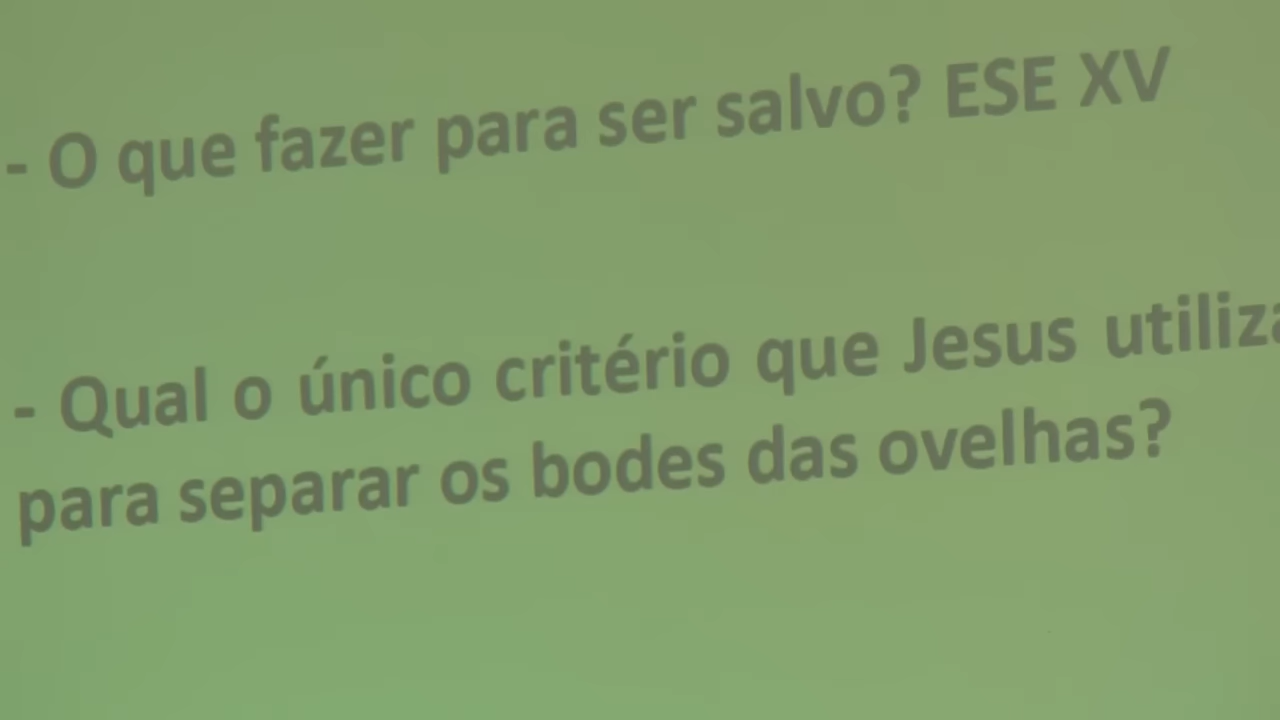 - O que fazer para ser salvo? ESE XV
- Qual o único critério que Jesus utiliza
para separar os bodes das ovelhas?